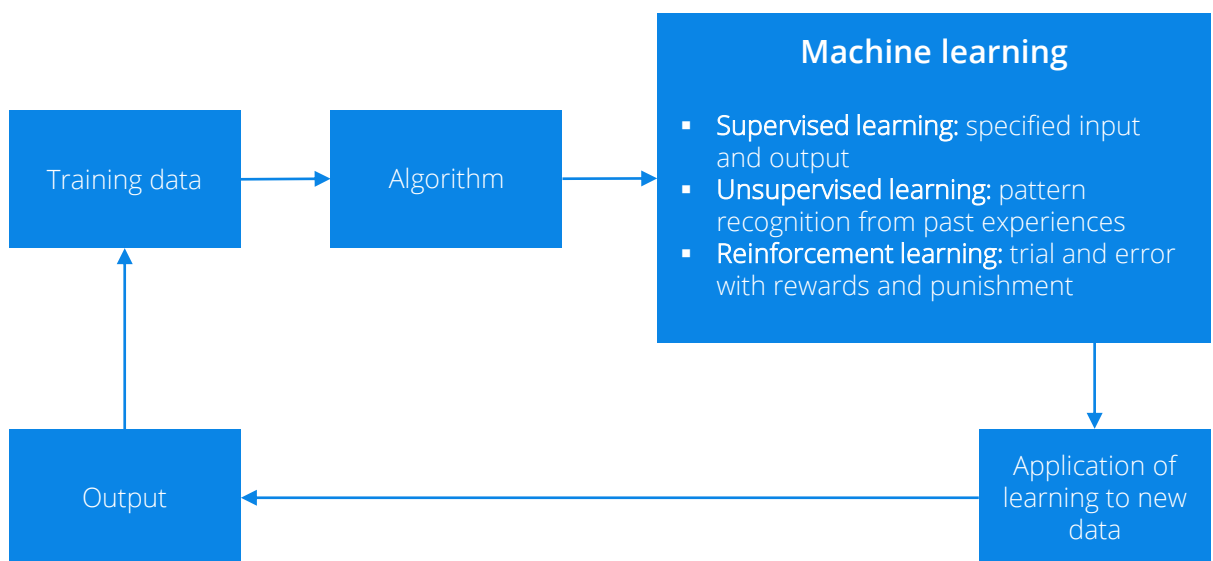 Machine learning
Training data
Algorithm
▪ Supervised learning: specified input
and output
▪ Unsupervised learning: pattern
recognition from past experiences
▪ Reinforcement learning: trial and error
with rewards and punishment
Output
Application of
learning to new
data